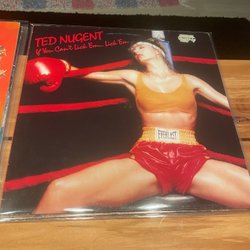 TED NUGENT
If You Can't Lick 'Em... Lick 'Em
EVERLAST